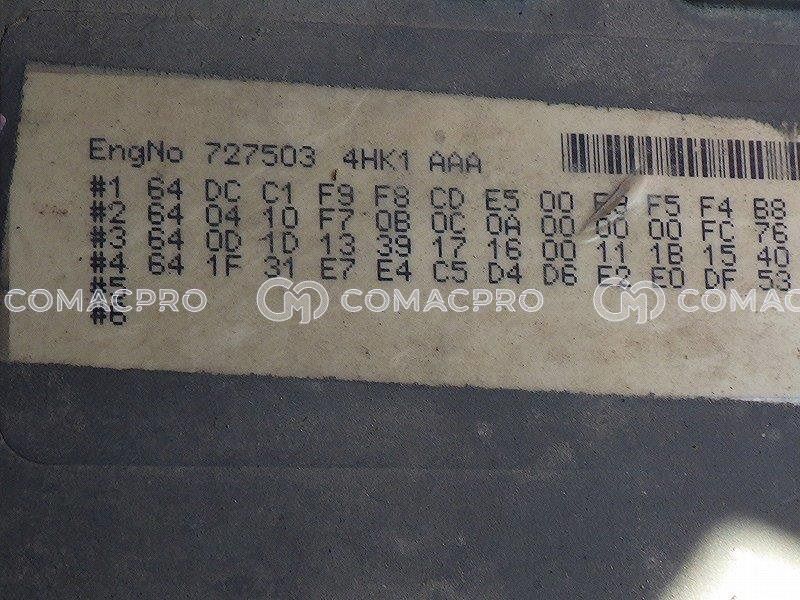 EngNo 727503 4HK1 AAA
#1 64 DC C1 F9 F8 CD E5 00 F5 F4 B8
#2 64 04 10 F7 0B 0C 0A 00 00 00 FC 76
#3 64 0D 1D 13 39 17 16 00 11 1B 15 40
#4 64 1F 31 E7 E4 C5 D4 D6 E0 DF 53
#5
COMACPRO COMACPRO COMACPRO
#6